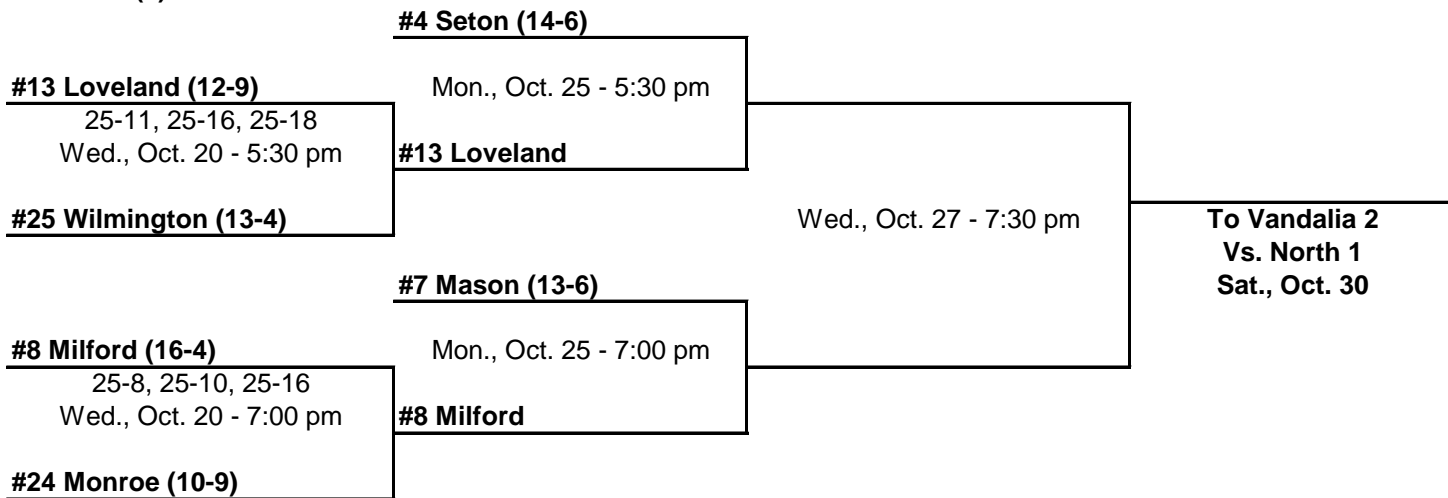 #4 Seton (14-6)
#13 Loveland (12-9)
Mon., Oct. 25 - 5:30 pm
25-11, 25-16, 25-18
Wed., Oct. 20 - 5:30 pm
#13 Loveland
#25 Wilmington (13-4)
Wed., Oct. 27 - 7:30 pm
To Vandalia 2
Vs. North 1
Sat., Oct. 30
#7 Mason (13-6)
#8 Milford (16-4)
Mon., Oct. 25 - 7:00 pm
25-8, 25-10, 25-16
Wed., Oct. 20 - 7:00 pm
#8 Milford
#24 Monroe (10-9)